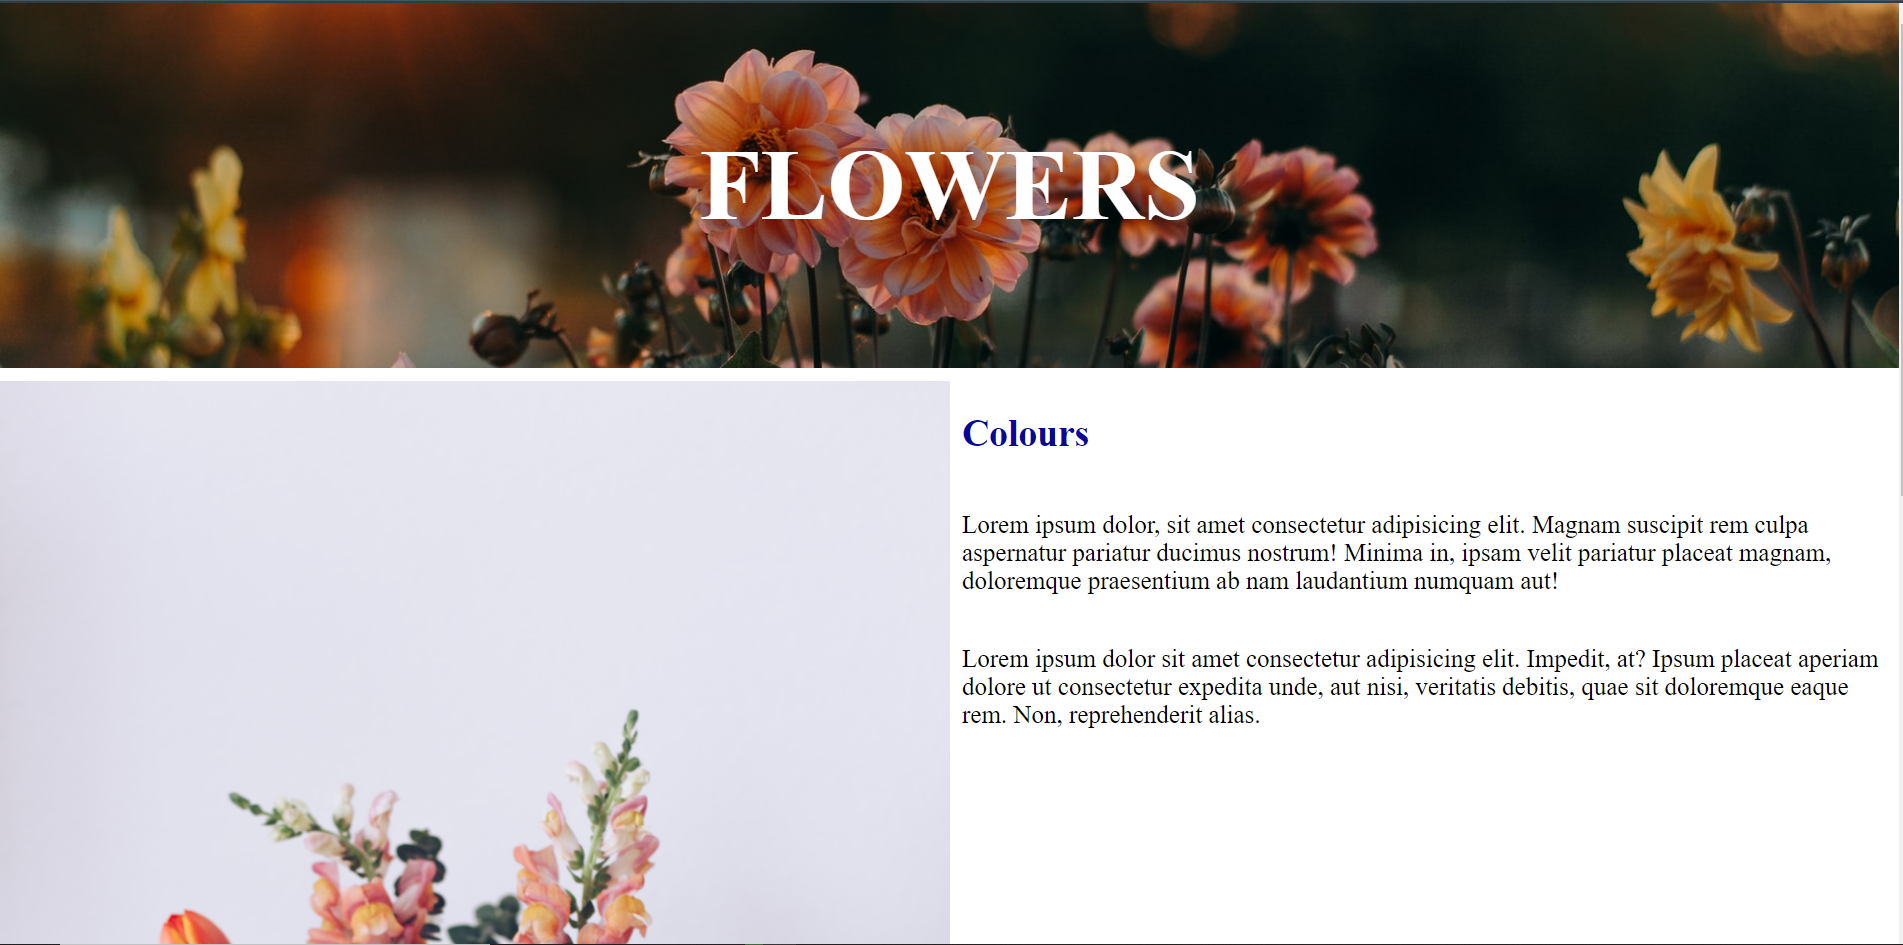 FLOWERS
Colours
Lorem ipsum dolor, sit amet consectetur adipisicing elit. Magnam suscipit rem culpa
aspernatur pariatur ducimus nostrum! Minima in, ipsam velit pariatur placeat magnam,
doloremque praesentium ab nam laudantium numquam aut!
Lorem ipsum dolor sit amet consectetur adipisicing elit. Impedit, at? Ipsum placeat aperiam
dolore ut consectetur expedita unde, aut nisi, veritatis debitis, quae sit doloremque eaque
rem. Non, reprehenderit alias.